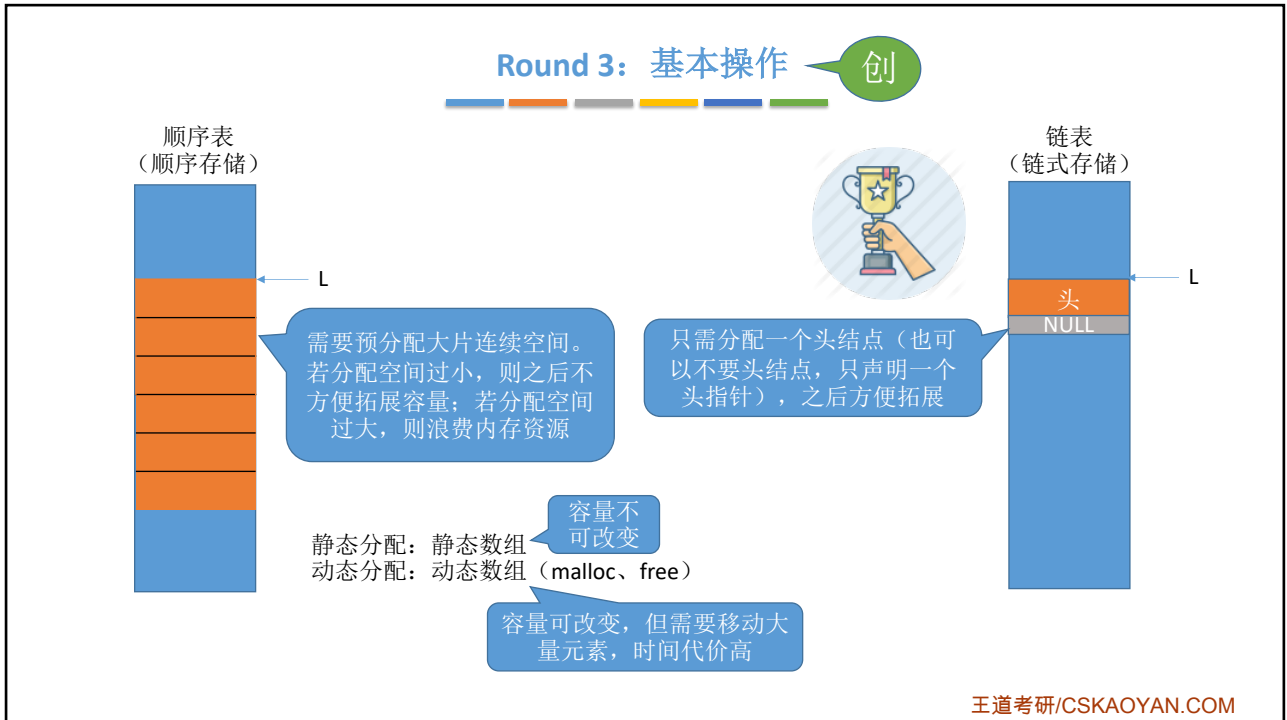 Round 3：基本操作
创
顺序表
（顺序存储）
链表
（链式存储）
L
L
头
NULL
需要预分配大片连续空间。
若分配空间过小，则之后不
方便拓展容量；若分配空间
过大，则浪费内存资源
只需分配一个头结点（也可
以不要头结点，只声明一个
头指针），之后方便拓展
容量不
可改变
静态分配：静态数组
动态分配：动态数组（malloc、free）
容量可改变，但需要移动大
量元素，时间代价高
王道考研/CSKAOYAN.COM